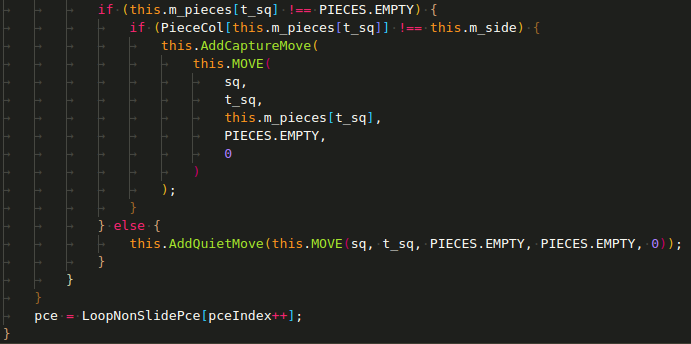 if (this.m_pieces[t_sq] !== PIECES.EMPTY) {
if (PieceCol[this.m_pieces[t_sq]] !== this.m_side) {
this.AddCaptureMove(
this.MOVE(
sq,
t_sq,
this.m_pieces[t_sq],
PIECES.EMPTY,
0
)
);
}
} else {
this.AddQuietMove(this.MOVE(sq, t_sq, PIECES.EMPTY, PIECES.EMPTY, 0));
}
}
}
pce = LoopNonSlidePce[pceIndex++];
}